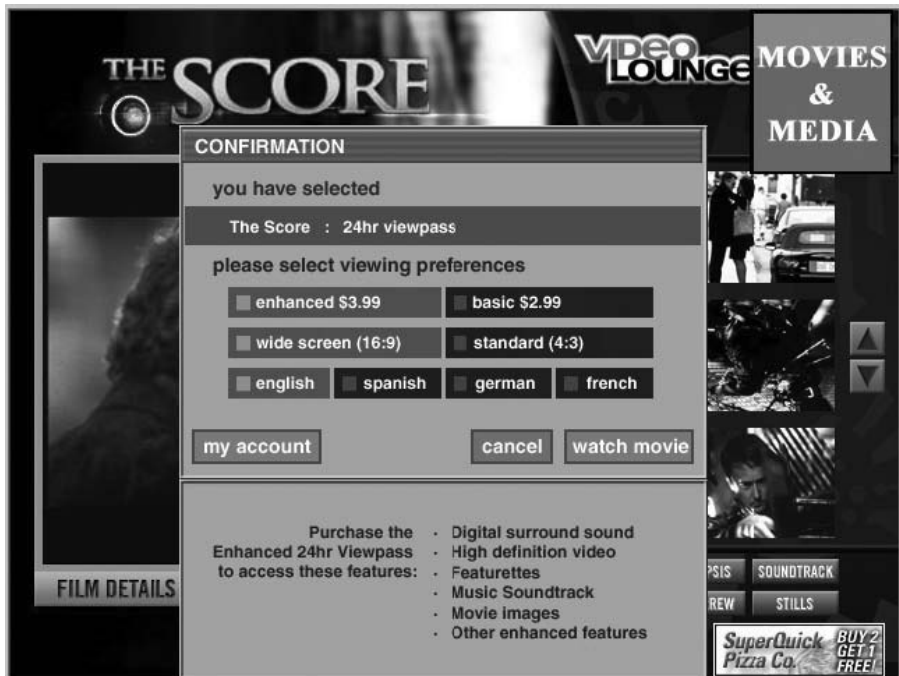 THE SCORE
VIDEO
LOUNGE
MOVIES
&
MEDIA
CONFIRMATION
you have selected
The Score : 24hr viewpass
please select viewing preferences
enhanced $3.99 basic $2.99
wide screen (16:9) standard (4:3)
english spanish german french
my account cancel watch movie
Purchase the
Enhanced 24hr Viewpass
to access these features:
· Digital surround sound
· High definition video
· Featurettes
· Music Soundtrack
· Movie images
· Other enhanced features
FILM DETAILS
PSIS SOUNDTRACK
REW STILLS
SuperQuick
Pizza Co.
BUY 2
GET 1
FREE!